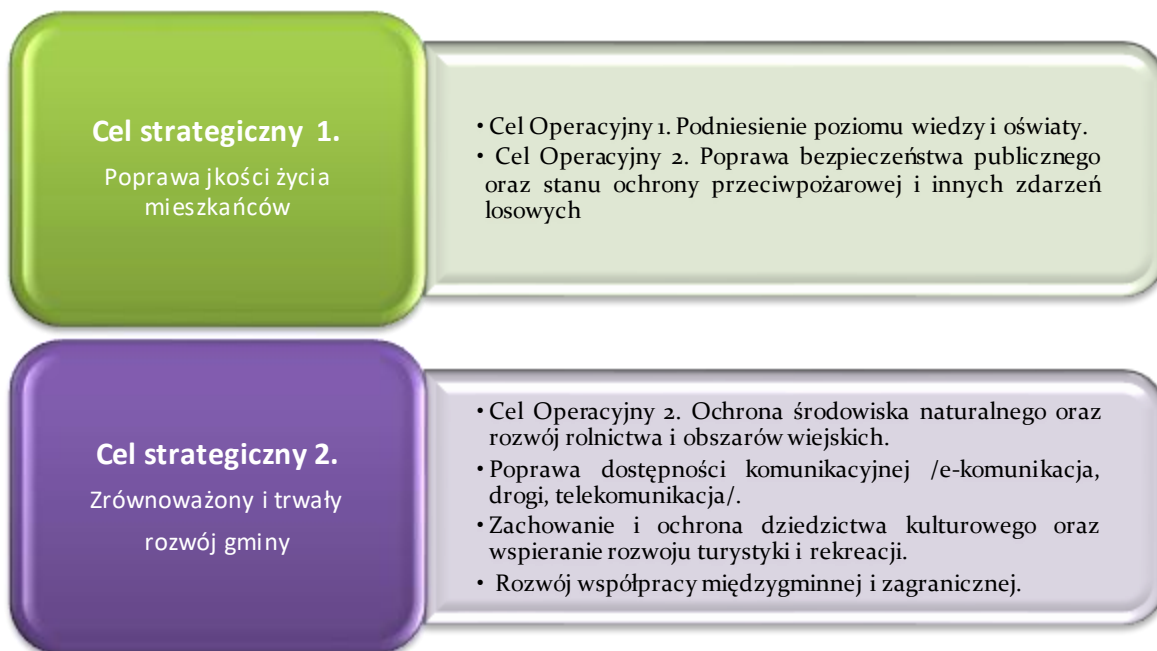 Cel strategiczny 1.
Poprawa jkości życia
mieszkańców
• Cel Operacyjny 1. Podniesienie poziomu wiedzy i oświaty.
• Cel Operacyjny 2. Poprawa bezpieczeństwa publicznego
oraz stanu ochrony przeciwpożarowej i innych zdarzeń
losowych
Cel strategiczny 2.
Zrównoważony i trwały
rozwój gminy
• Cel Operacyjny 2. Ochrona środowiska naturalnego oraz
rozwój rolnictwa i obszarów wiejskich.
• Poprawa dostępności komunikacyjnej /e-komunikacja,
drogi, telekomunikacja/.
• Zachowanie i ochrona dziedzictwa kulturowego oraz
wspieranie rozwoju turystyki i rekreacji.
• Rozwój współpracy międzygminnej i zagranicznej.